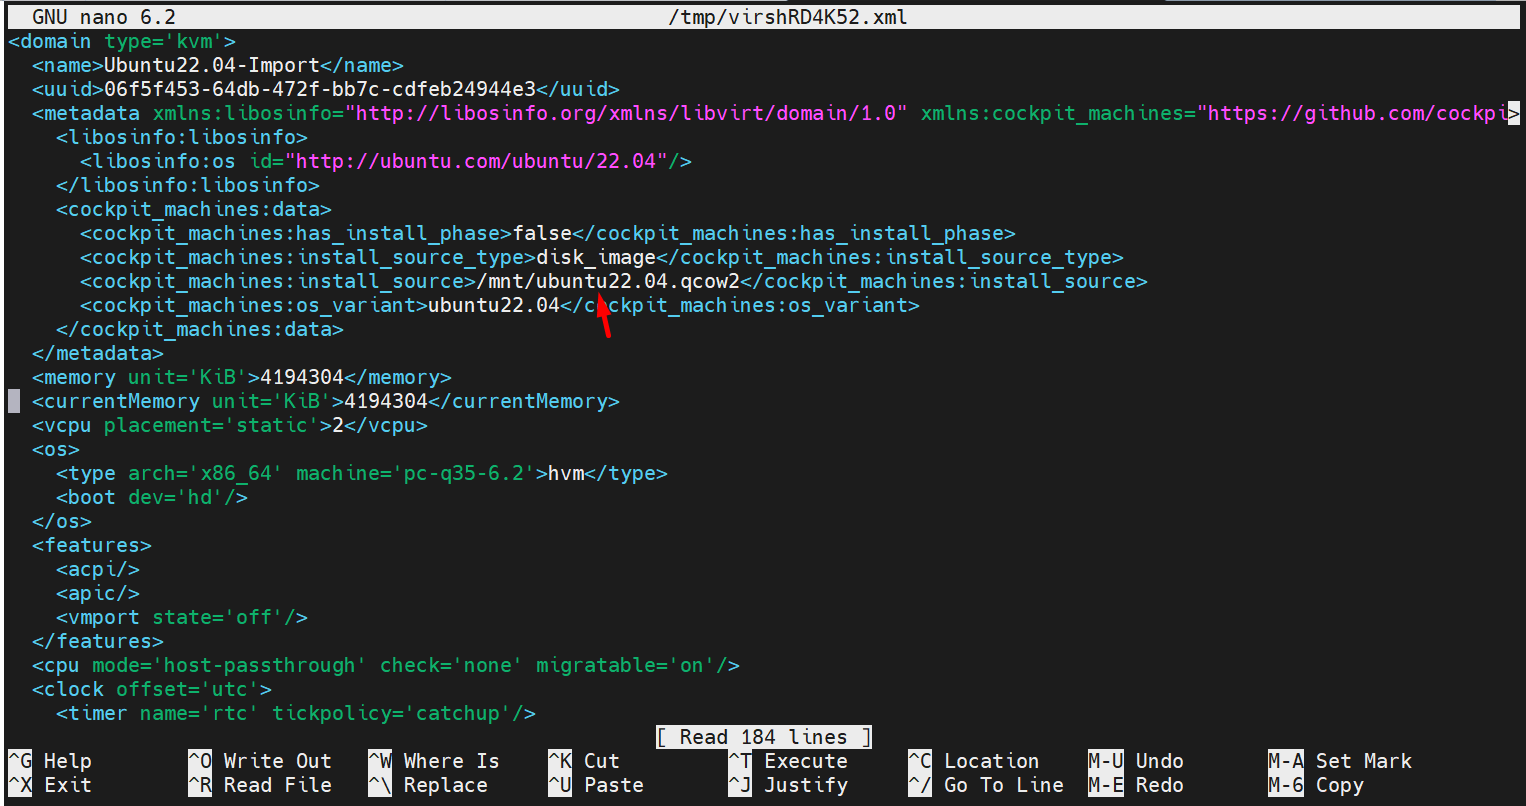 GNU nano 6.2 /tmp/virshRD4K52.xml
<domain type='kvm'>
<name>Ubuntu22.04-Import</name>
<uuid>06f5f453-64db-472f-bb7c-cdfeb24944e3</uuid>
<metadata xmlns:libosinfo="http://libosinfo.org/xmlns/libvirt/domain/1.0" xmlns:cockpit_machines="https://github.com/cockpi>
<libosinfo:libosinfo>
<libosinfo:os id="http://ubuntu.com/ubuntu/22.04"/>
</libosinfo:libosinfo>
<cockpit_machines:data>
<cockpit_machines:has_install_phase>false</cockpit_machines:has_install_phase>
<cockpit_machines:install_source_type>disk_image</cockpit_machines:install_source_type>
<cockpit_machines:install_source>/mnt/ubuntu22.04.qcow2</cockpit_machines:install_source>
<cockpit_machines:os_variant>ubuntu22.04</cockpit_machines:os_variant>
</cockpit_machines:data>
</metadata>
<memory unit='KiB'>4194304</memory>
<currentMemory unit='KiB'>4194304</currentMemory>
<vcpu placement='static'>2</vcpu>
<os>
<type arch='x86_64' machine='pc-q35-6.2'>hvm</type>
<boot dev='hd'/>
</os>
<features>
<acpi/>
<apic/>
<vmport state='off'/>
</features>
<cpu mode='host-passthrough' check='none' migratable='on'/>
<clock offset='utc'>
<timer name='rtc' tickpolicy='catchup'/>
[ Read 184 lines ]
^G Help ^O Write Out ^W Where Is ^K Cut ^T Execute ^C Location M-U Undo M-A Set Mark
^X Exit ^R Read File ^\ Replace ^U Paste ^J Justify ^/ Go To Line M-E Redo M-6 Copy